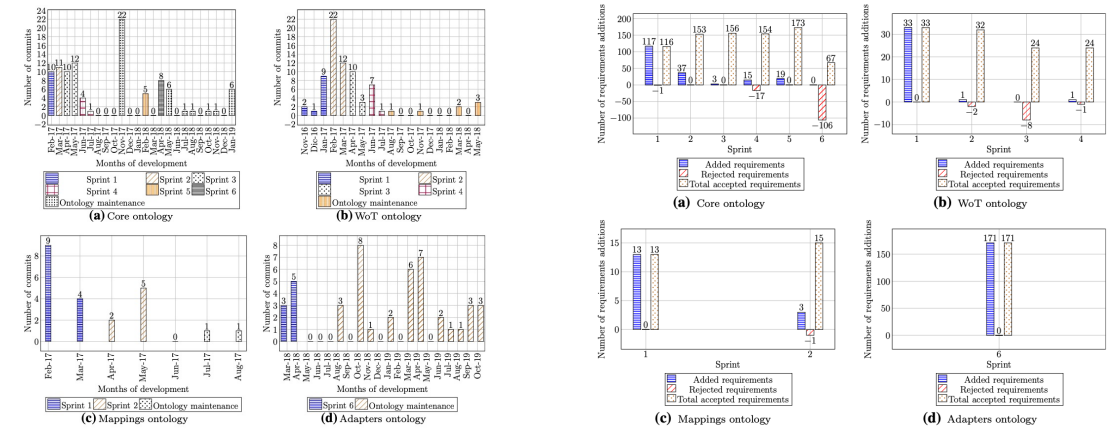 Number of commits
24
22
20
18
16
14
12
10
8
6
4
2
0
−2
10 11 10 12 4 1 0 0 0 22 0 0 5 0 8 6 0 1 1 0 1 1 0 6
Feb-17
Mar-17
Apr-17
May-17
Jun-17
Jul-17
Aug-17
Sep-17
Oct-17
Nov-17
Dec-17
Jan-18
Feb-18
Mar-18
Apr-18
May-18
Jun-18
Jul-18
Aug-18
Sep-18
Oct-18
Nov-18
Dec-18
Jan-19
Months of development
Sprint 1 Sprint 2 Sprint 3
Sprint 4 Sprint 5 Sprint 6
Ontology maintenance
(a) Core ontology
Number of commits
24
22
20
18
16
14
12
10
8
6
4
2
0
−2
2 1 9 22 12 10 3 7 1 1 0 0 1 0 0 0 2 0 3
Nov-16
Dic-16
Jan-17
Feb-17
Mar-17
Apr-17
May-17
Jun-17
Jul-17
Aug-17
Sep-17
Oct-17
Nov-17
Dec-17
Jan-18
Feb-18
Mar-18
Apr-18
May-18
Months of development
Sprint 1 Sprint 2
Sprint 3 Sprint 4
Ontology maintenance
(b) WoT ontology
Number of commits
8
6
4
2
0
9 4 2 5 0 1 1
Feb-17
Mar-17
Apr-17
May-17
Jun-17
Jul-17
Aug-17
Months of development
Sprint 1 Sprint 2 Ontology maintenance
(c) Mappings ontology
Number of commits
8
7
6
5
4
3
2
1
0
3 5 0 0 0 3 0 8 1 0 2 0 6 7 0 2 1 1 3 3
Mar-18
Apr-18
May-18
Jun-18
Jul-18
Aug-18
Sep-18
Oct-18
Nov-18
Dec-18
Jan-19
Feb-19
Mar-19
Apr-19
May-19
Jun-19
Jul-19
Aug-19
Sep-19
Oct-19
Months of development
Sprint 6 Ontology maintenance
(d) Adapters ontology
Number of requirements additions
200
150
100
50
0
−50
−100
117 −1 116 37 0 153 3 0 156 15 −17 154 19 0 173 0 −106 67
1 2 3 4 5 6
Sprint
Added requirements
Rejected requirements
Total accepted requirements
(a) Core ontology
Number of requirements additions
30
20
10
0
−10
33 0 33 1 −2 32 0 −8 24 1 −1 24
1 2 3 4
Sprint
Added requirements
Rejected requirements
Total accepted requirements
(b) WoT ontology
Number of requirements additions
15
10
5
0
13 0 13 3 −1 15
1 2
Sprint
Added requirements
Rejected requirements
Total accepted requirements
(c) Mappings ontology
Number of requirements additions
150
100
50
0
171 0 171
6
Sprint
Added requirements
Rejected requirements
Total accepted requirements
(d) Adapters ontology